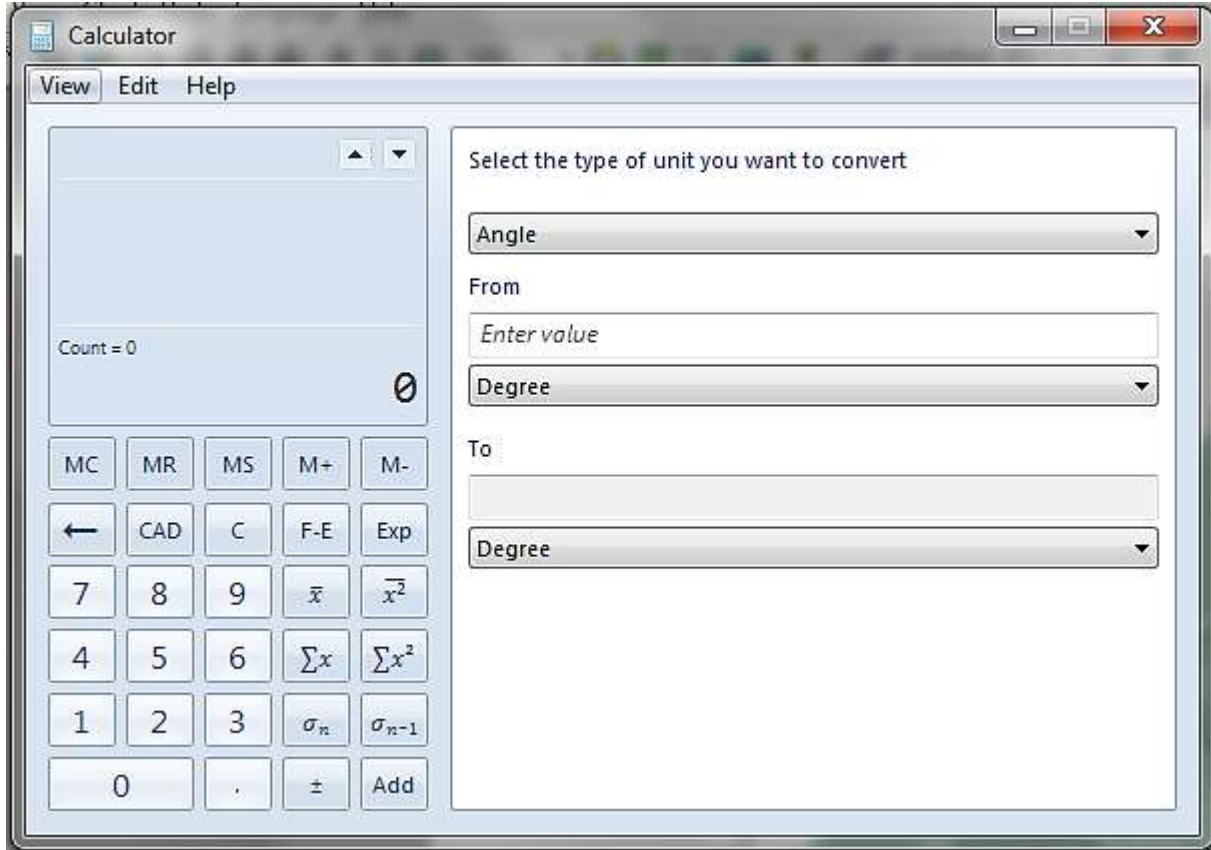 Calculator
View Edit Help
Count = 0
0
MC MR MS M+ M-
← CAD C F-E Exp
7 8 9 x̅ x̅²
4 5 6 ∑x ∑x²
1 2 3 σₙ σₙ₋₁
0 . ± Add
Select the type of unit you want to convert
Angle
From
Enter value
Degree
To
Degree